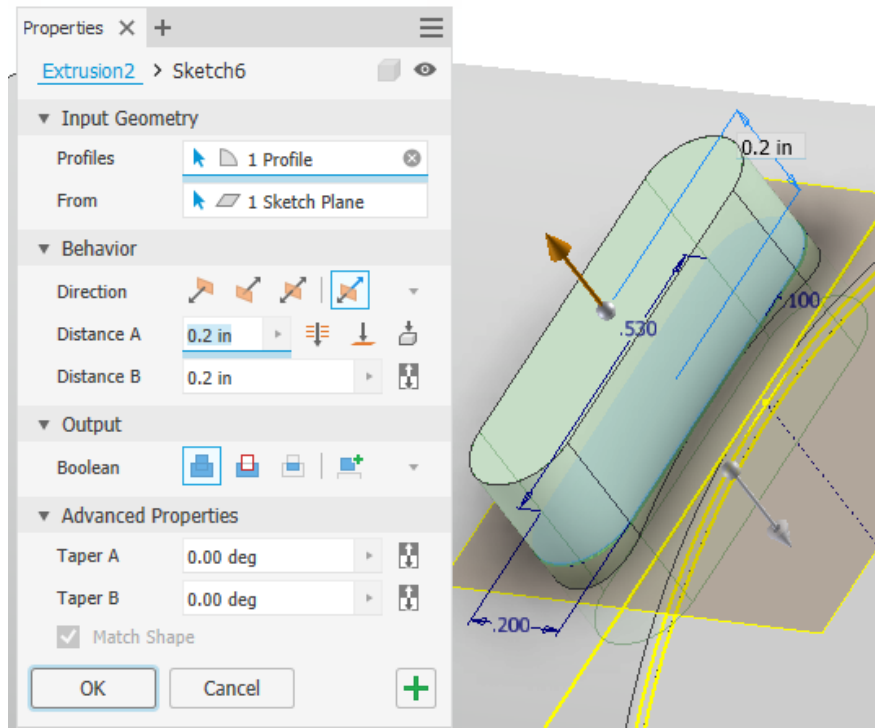 Properties
Extrusion2 > Sketch6
Input Geometry
Profiles 1 Profile
From 1 Sketch Plane
Behavior
Direction
Distance A 0.2 in
Distance B 0.2 in
Output
Boolean
Advanced Properties
Taper A 0.00 deg
Taper B 0.00 deg
Match Shape
OK Cancel
0.2 in
.100
.530
.200